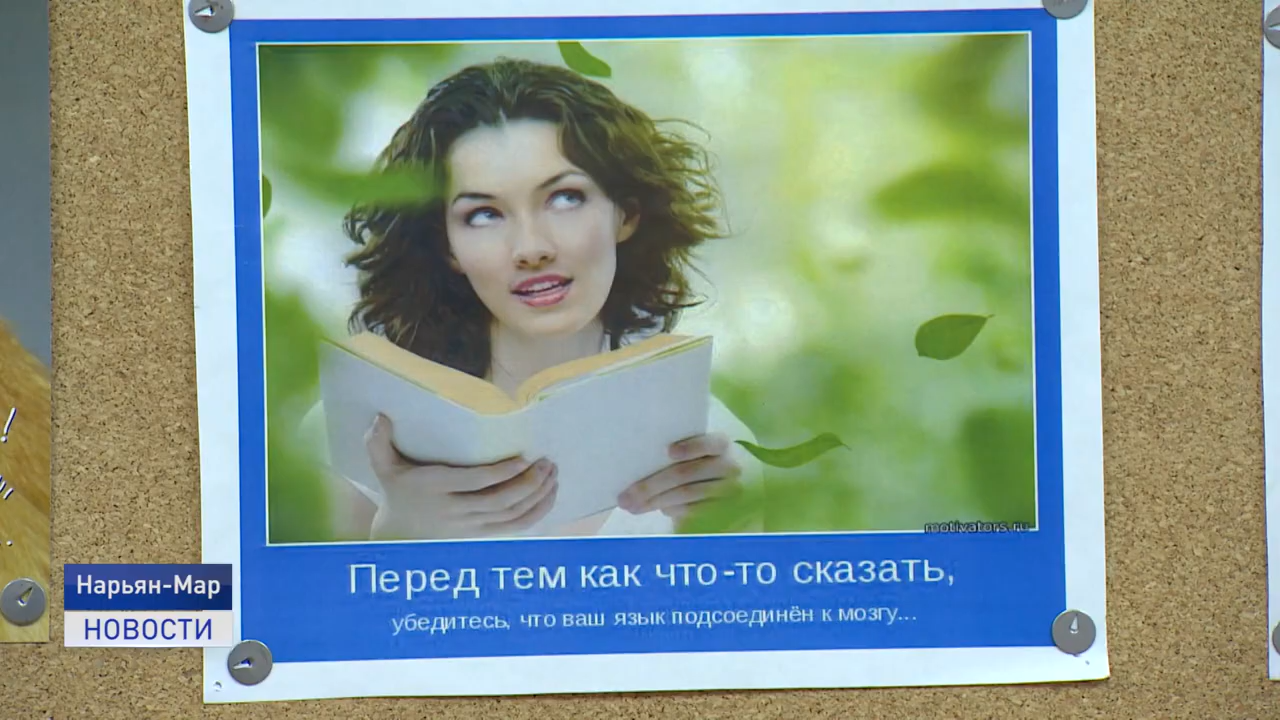 motivators.ru
Перед тем как что-то сказать,
убедитесь, что ваш язык подсоединён к мозгу...
Нарьян-Мар
НОВОСТИ
!